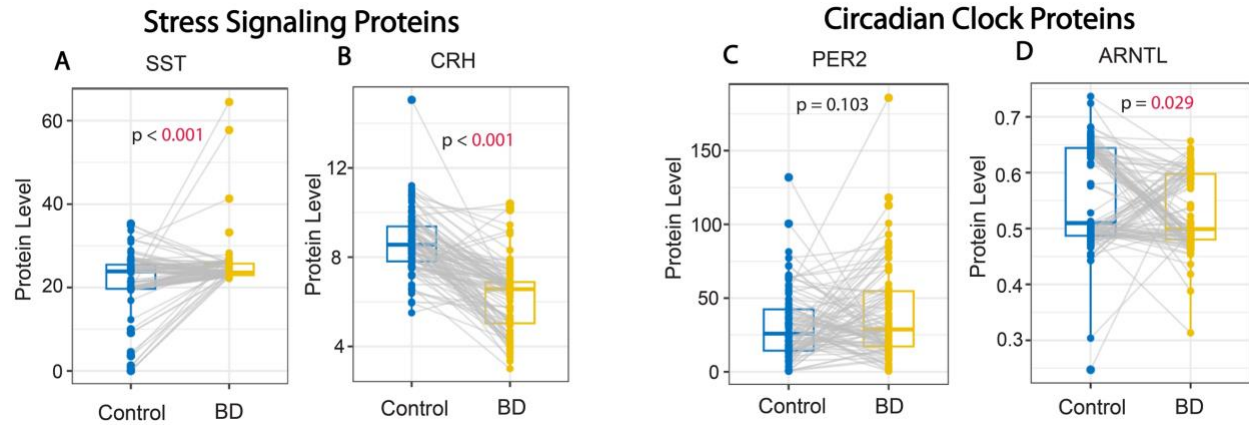 Stress Signaling Proteins
Circadian Clock Proteins
A
SST
B
CRH
C
PER2
D
ARNTL
Protein Level
60
40
20
0
p < 0.001
Control
BD
Protein Level
12
8
4
p < 0.001
Control
BD
Protein Level
150
100
50
0
p = 0.103
Control
BD
Protein Level
0.7
0.6
0.5
0.4
0.3
p = 0.029
Control
BD